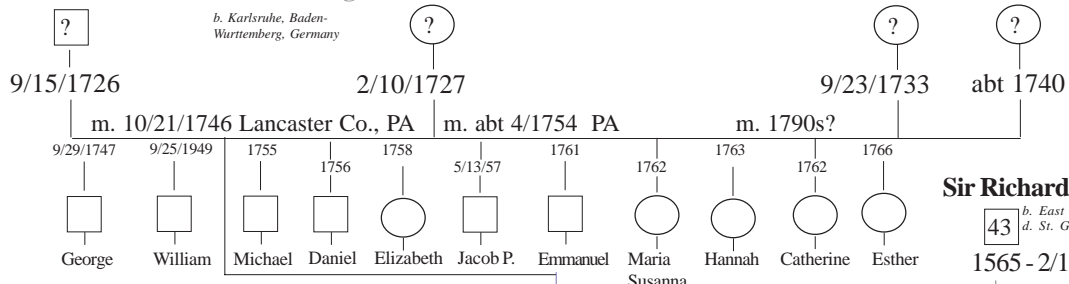 b. Karlsruhe, Baden-
Wurttemberg, Germany
? ? ? ?
9/15/1726 2/10/1727 9/23/1733 abt 1740
m. 10/21/1746 Lancaster Co., PA m. abt 4/1754 PA m. 1790s?
9/29/1747 9/25/1949 1755 1756 1758 5/13/57 1761 1762 1763 1762 1766
Sir Richard
43
b. East
d. St. G
George William Michael Daniel Elizabeth Jacob P. Emmanuel Maria Susanna Hannah Catherine Esther
1565 - 2/1